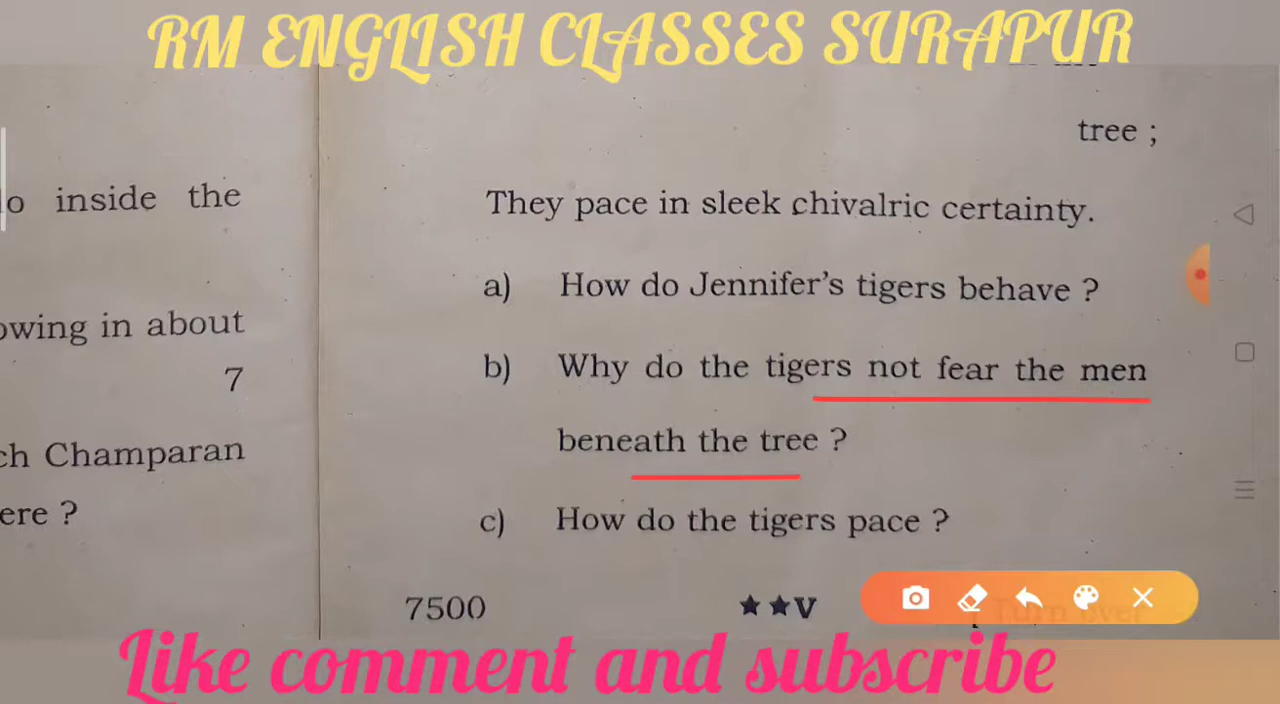 RM ENGLISH CLASSES SURAPUR
tree ;
o inside the
They pace in sleek chivalric certainty.
a) How do Jennifer's tigers behave ?
owing in about
b) Why do the tigers not fear the men
7
beneath the tree ?
ch Champaran
ere ?
c) How do the tigers pace ?
7500 ★★V [ Turn over
Like comment and subscribe